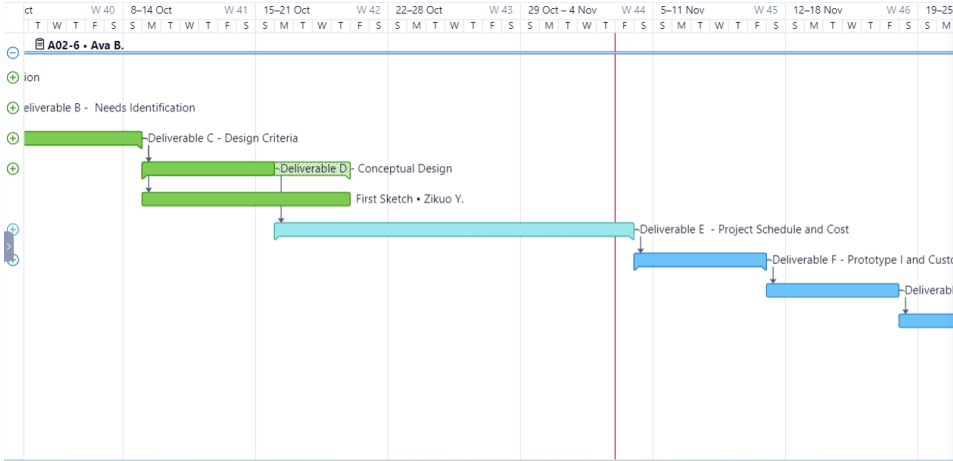 ct W 40 8–14 Oct W 41 15–21 Oct W 42 22–28 Oct W 43 29 Oct – 4 Nov W 44 5–11 Nov W 45 12–18 Nov W 46 19–25
T W T F S S M T W T F S S M T W T F S S M T W T F S S M T W T F S S M T W T F S S M T W T F S S M
A02-6 • Ava B.
ion
eliverable B - Needs Identification
Deliverable C - Design Criteria
Deliverable D - Conceptual Design
First Sketch • Zikuo Y.
Deliverable E - Project Schedule and Cost
Deliverable F - Prototype I and Custo
Deliverabl